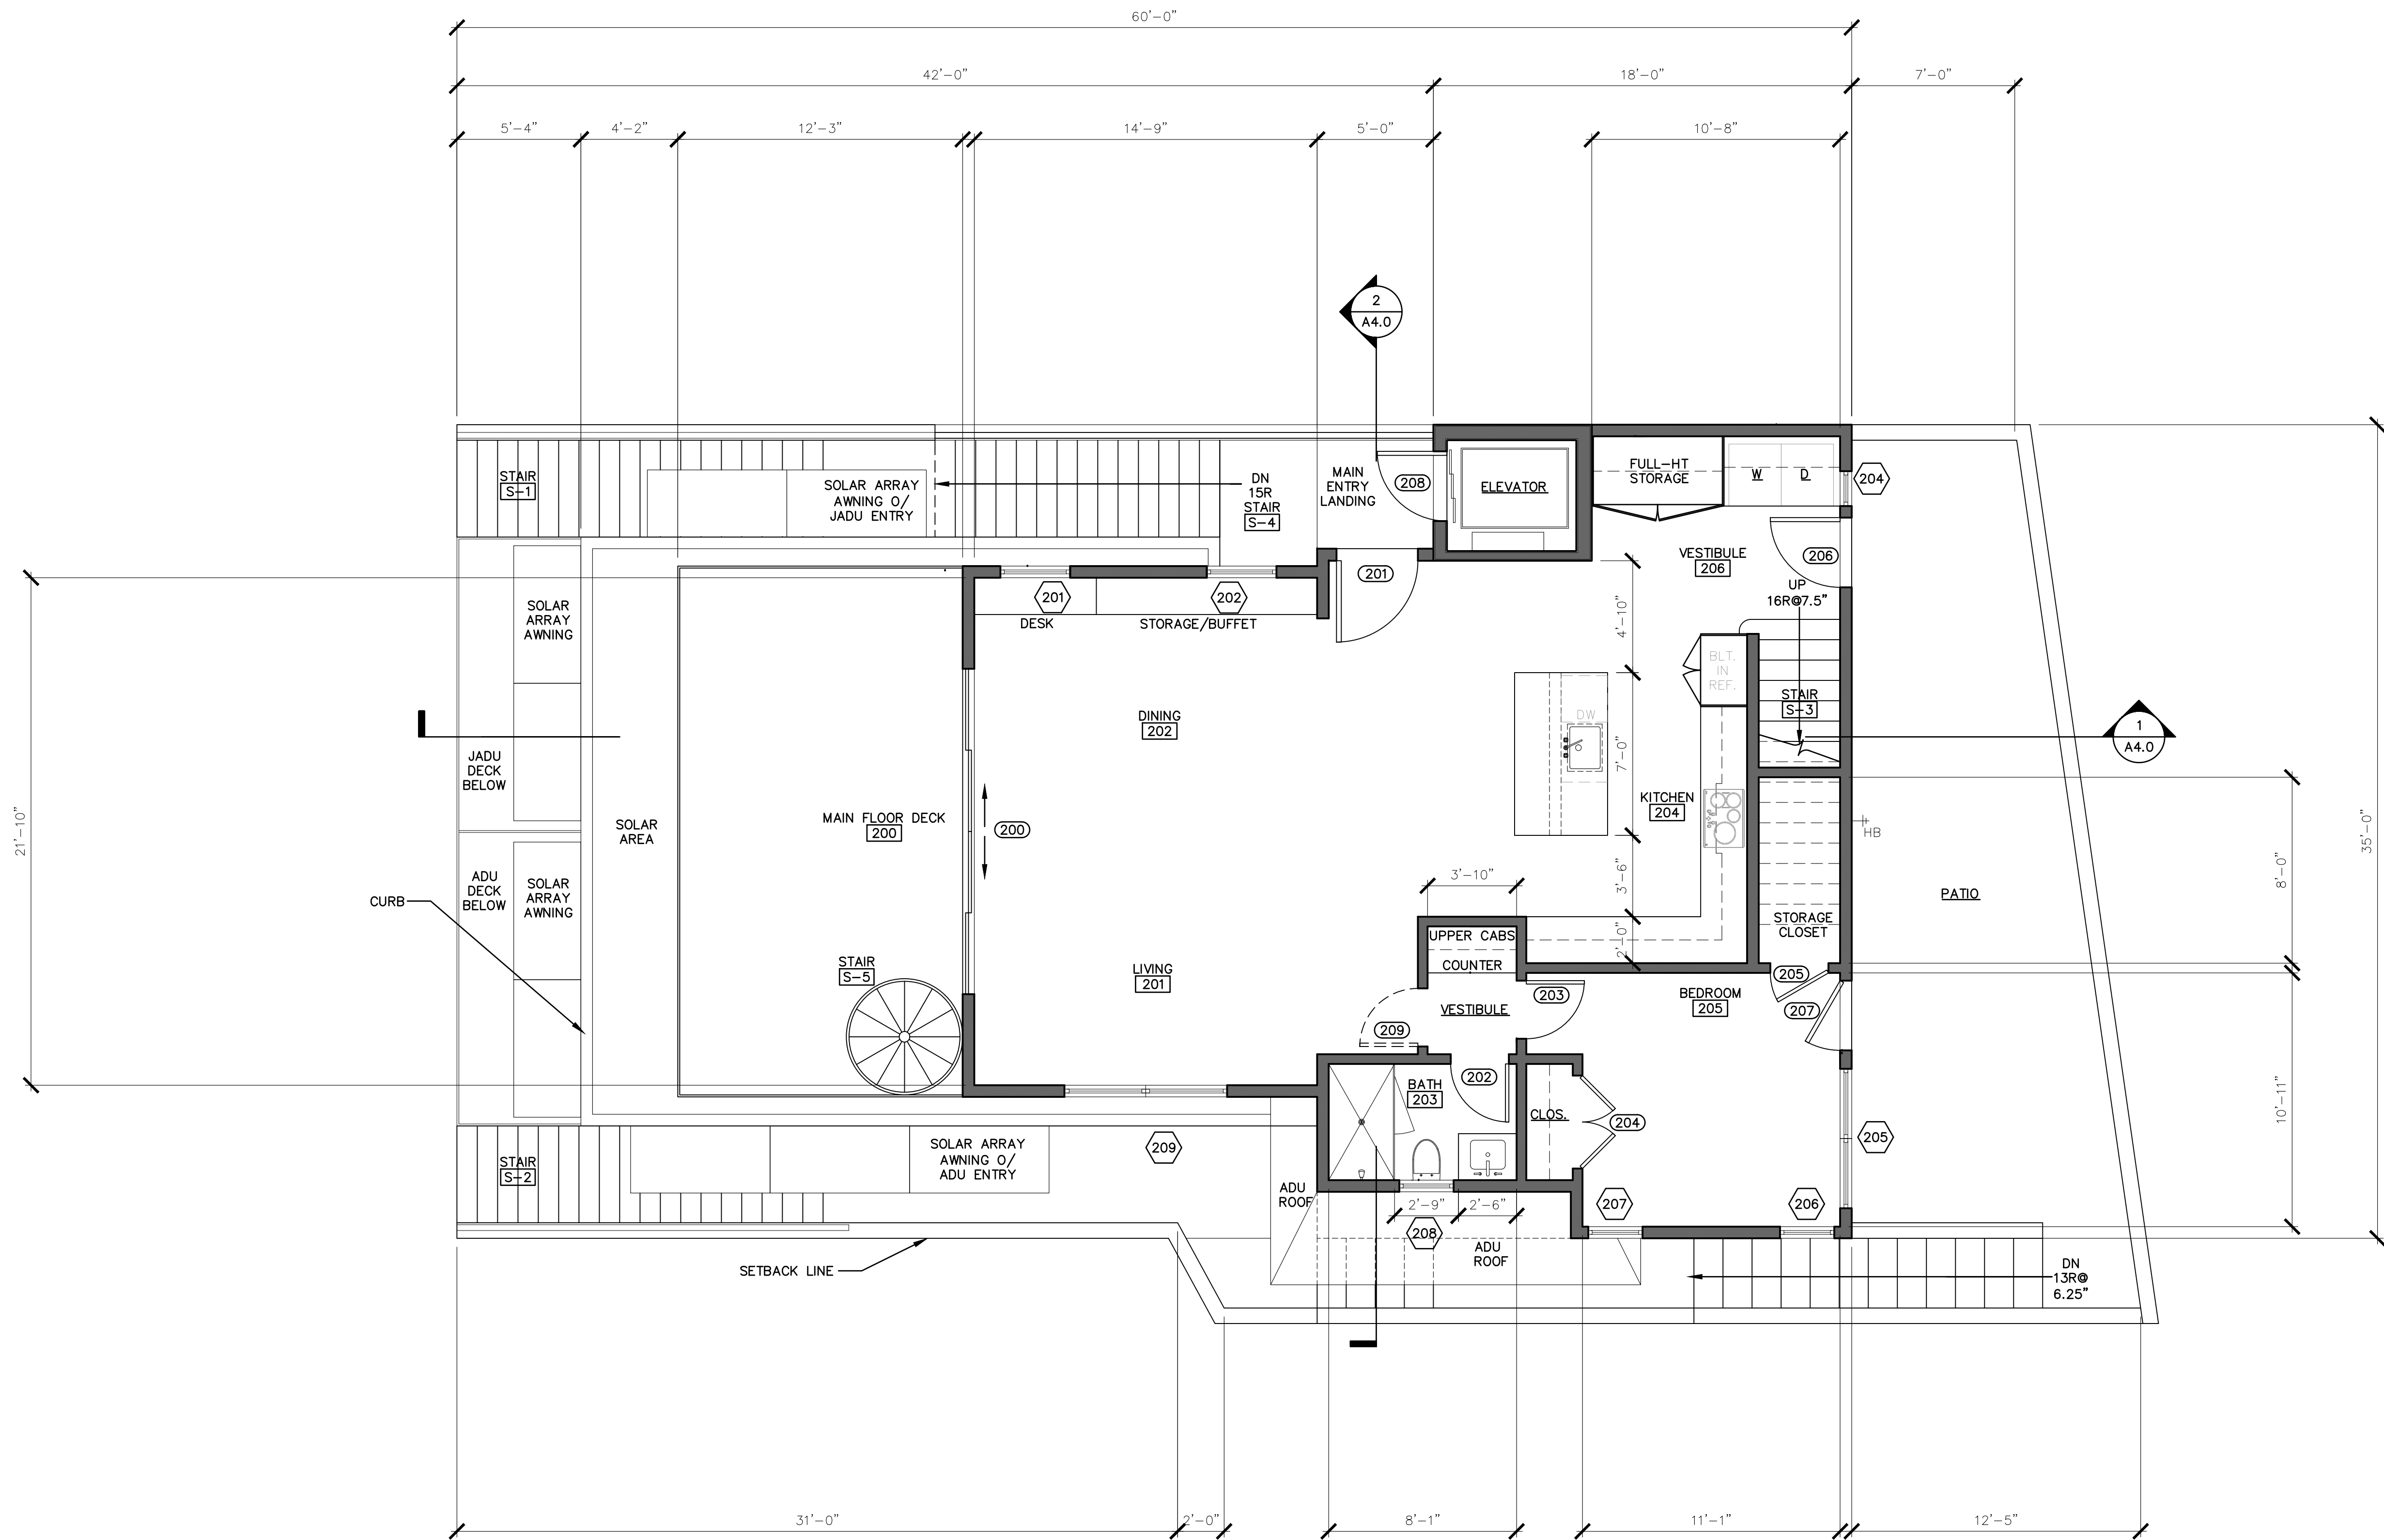 60'-0"
42'-0"
18'-0"
7'-0"
5'-4"
4'-2"
12'-3"
14'-9"
5'-0"
10'-8"
2
A4.0
STAIR
S-1
SOLAR ARRAY
AWNING O/
JADU ENTRY
DN
15R
STAIR
S-4
MAIN
ENTRY
LANDING
208
ELEVATOR
FULL-HT
STORAGE
W
D
204
VESTIBULE
206
206
UP
16R@7.5"
201
201
202
DESK
STORAGE/BUFFET
SOLAR
ARRAY
AWNING
4'-10"
BLT.
IN
REF.
STAIR
S-3
DINING
202
DW
7'-0"
1
A4.0
JADU
DECK
BELOW
SOLAR
AREA
MAIN FLOOR DECK
200
200
KITCHEN
204
HB
21'-10"
35'-0"
8'-0"
3'-10"
3'-6"
ADU
DECK
BELOW
SOLAR
ARRAY
AWNING
CURB
PATIO
STORAGE
CLOSET
UPPER CABS
COUNTER
2'-0"
STAIR
S-5
LIVING
201
205
BEDROOM
205
203
207
VESTIBULE
209
202
BATH
203
CLOS.
204
10'-11"
205
STAIR
S-2
SOLAR ARRAY
AWNING O/
ADU ENTRY
209
ADU
ROOF
2'-9"
2'-6"
207
206
208
ADU
ROOF
SETBACK LINE
DN
13R@
6.25"
31'-0"
2'-0"
8'-1"
11'-1"
12'-5"